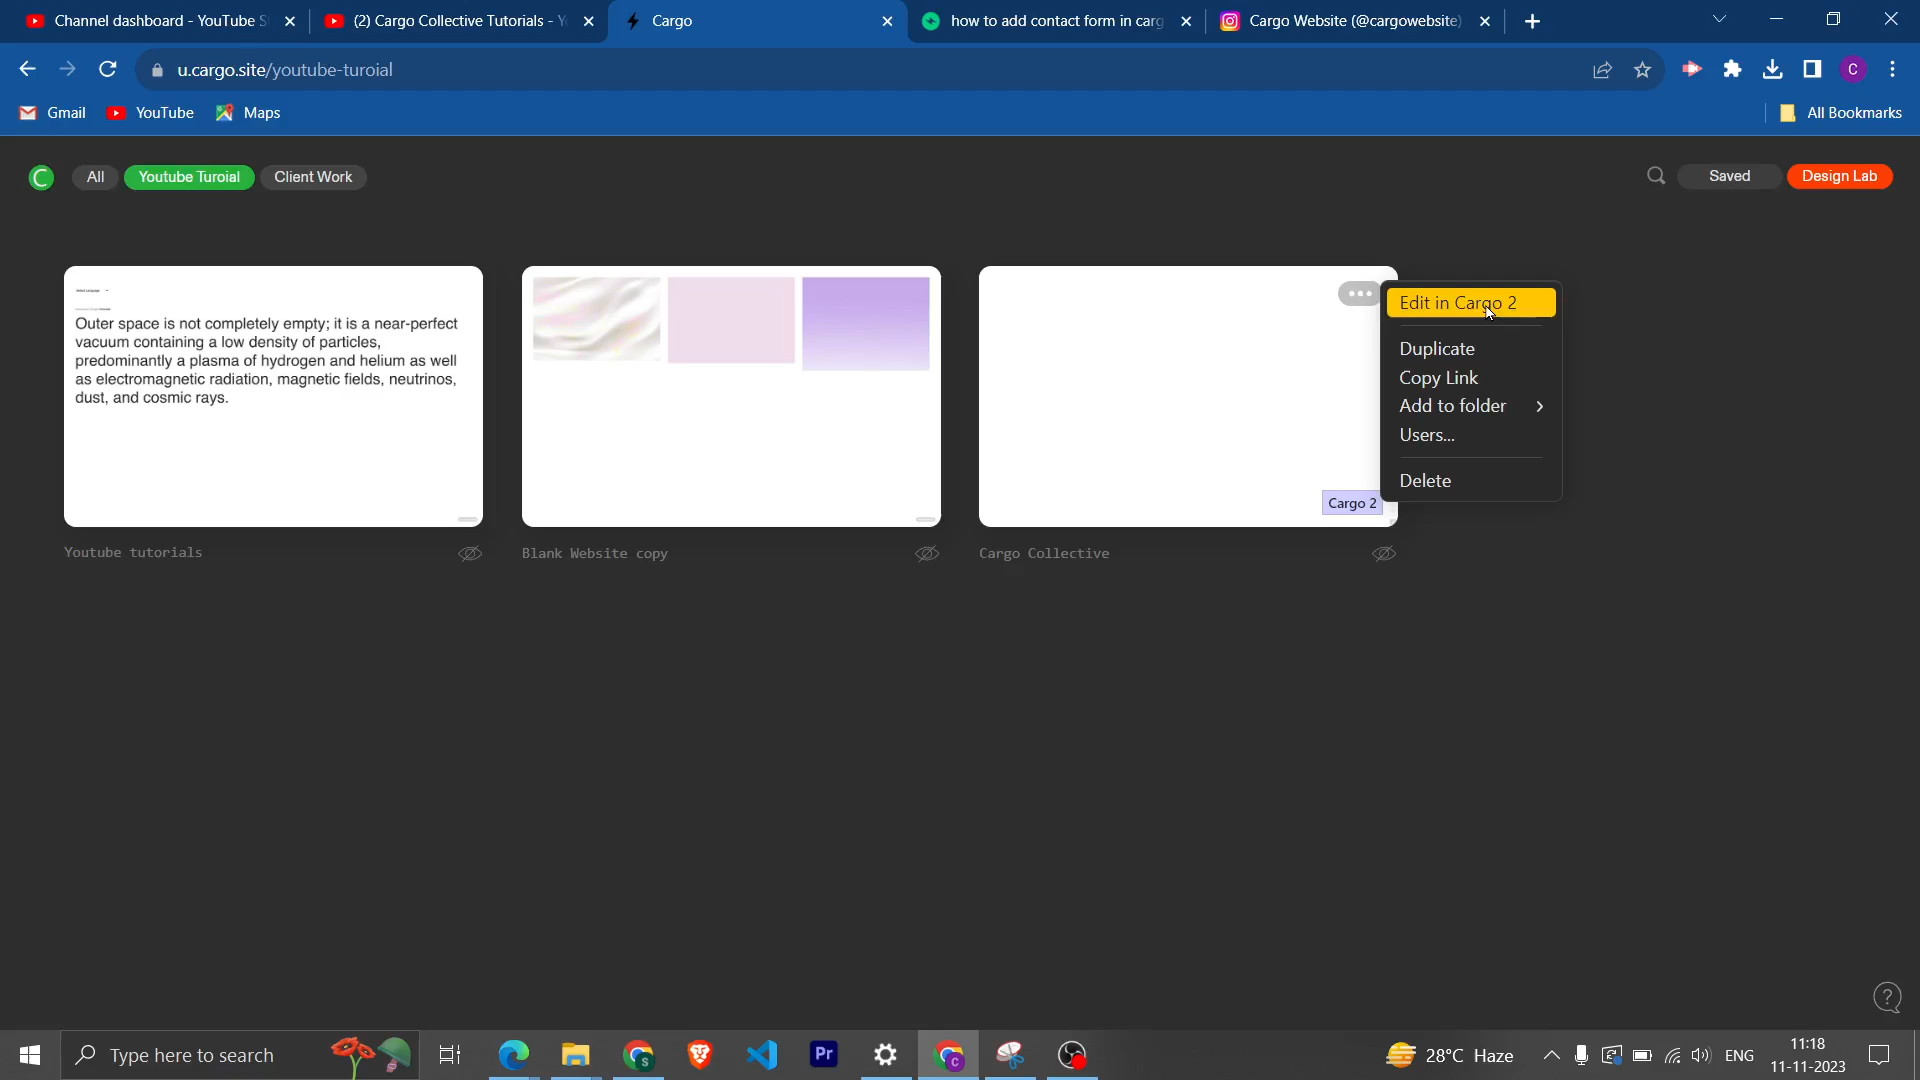 Channel dashboard - YouTube S
(2) Cargo Collective Tutorials - Y
Cargo
how to add contact form in carg
Cargo Website (@cargowebsite)
u.cargo.site/youtube-turoial
C
Gmail
YouTube
Maps
All Bookmarks
C
All
Youtube Turoial
Client Work
Saved
Design Lab
Select Language
Outer space is not completely empty; it is a near-perfect
vacuum containing a low density of particles,
predominantly a plasma of hydrogen and helium as well
as electromagnetic radiation, magnetic fields, neutrinos,
dust, and cosmic rays.
Edit in Cargo 2
Duplicate
Copy Link
Add to folder
Users...
Delete
Cargo 2
Youtube tutorials
Blank Website copy
Cargo Collective
?
Type here to search
S
Pr
C
28°C Haze
ENG
11:18
11-11-2023